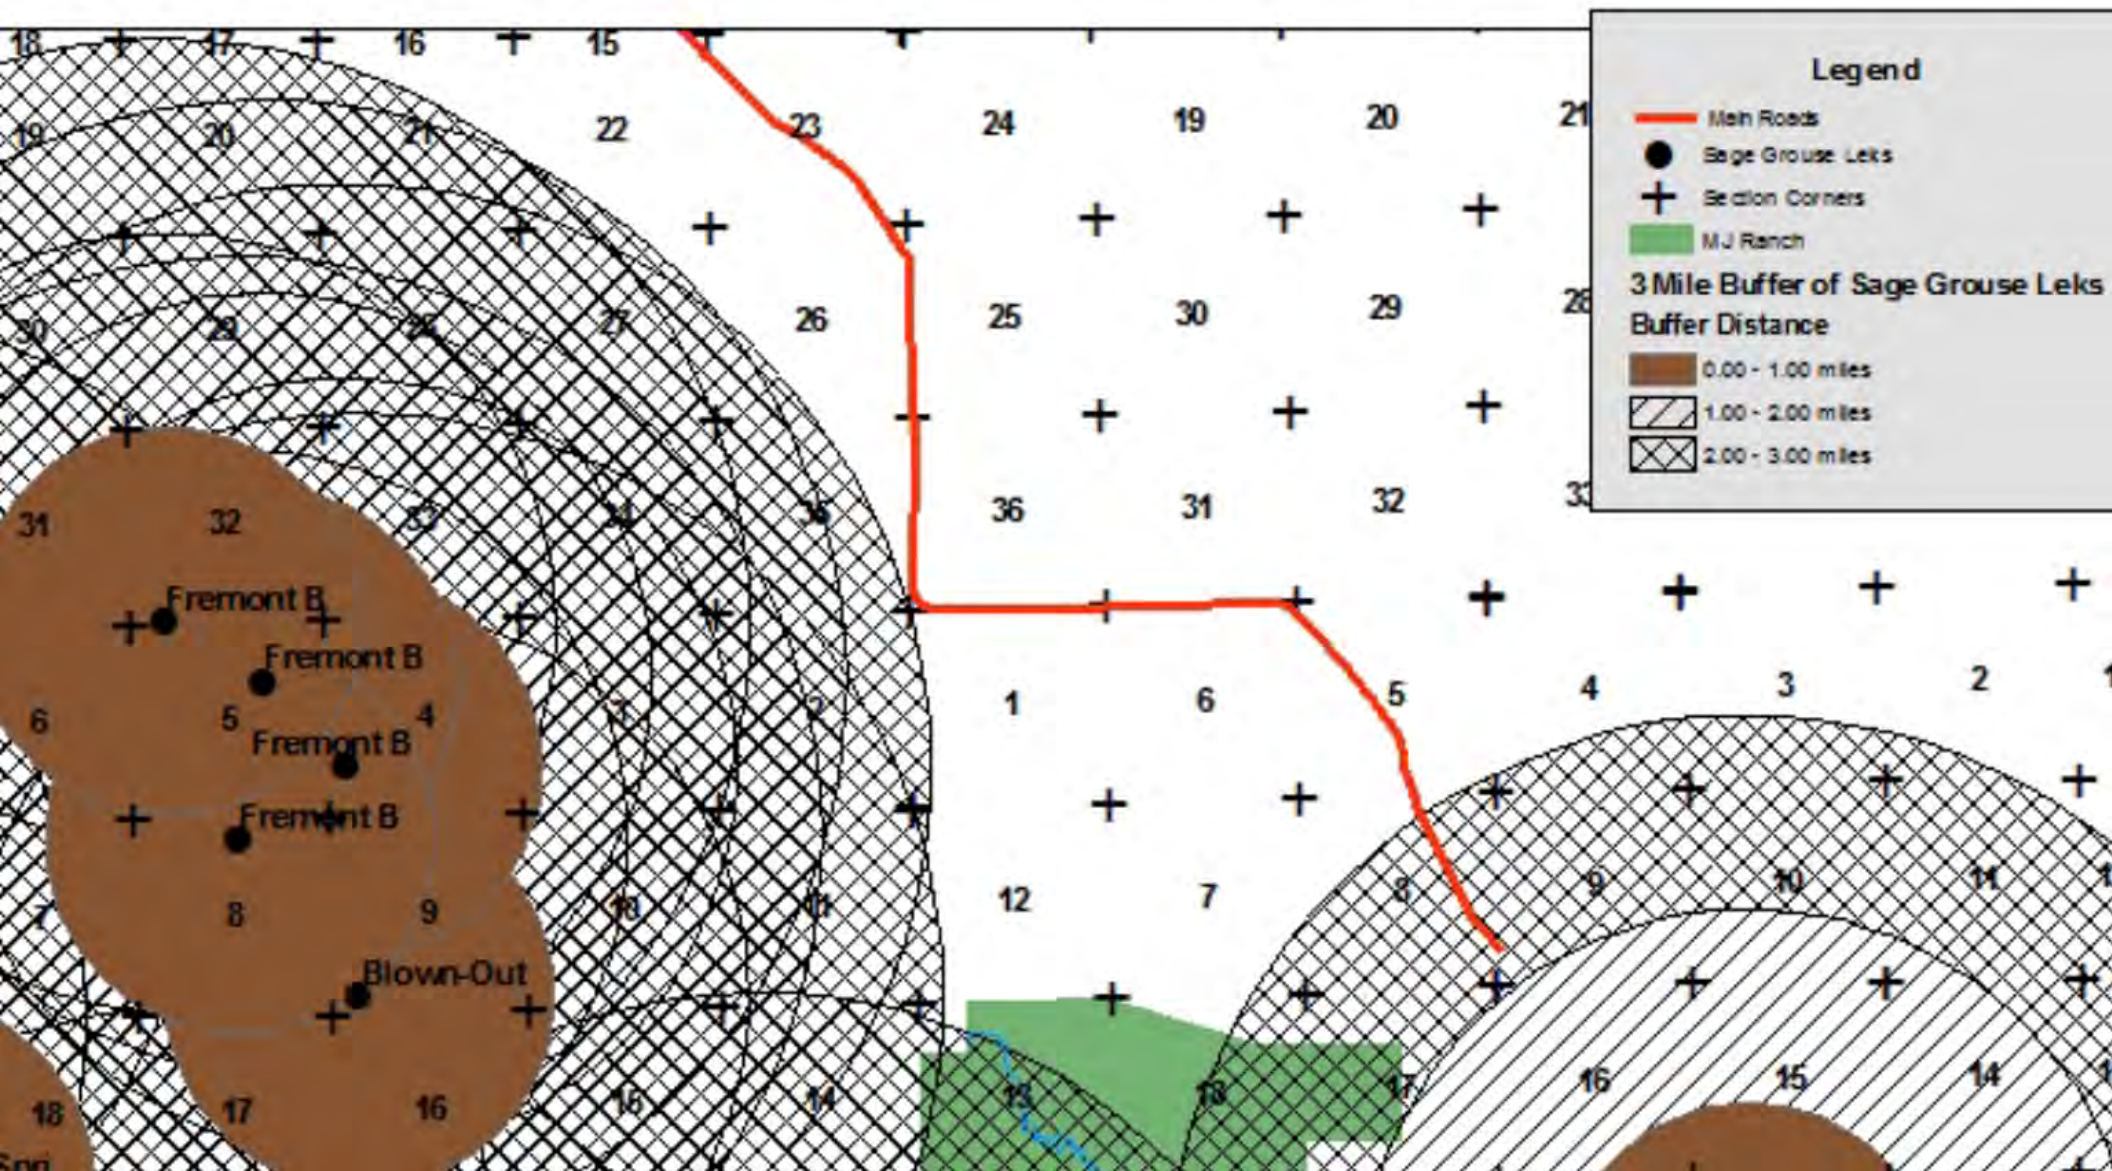 18 17 16 15
19 20 21 22 23 24 19 20 21
30 29 28 27 26 25 30 29 28
31 32 33 34 35 36 31 32
Fremont B
Fremont B
6 5 4 2 1 6 5 4 3 2
Fremont B
Fremont B
7 8 9 10 11 12 7 8 9 10 11
Blown-Out
18 17 16 15 14 13 18 17 16 15 14
Legend
Main Roads
Sage Grouse Leks
Section Corners
MJ Ranch
3 Mile Buffer of Sage Grouse Leks
Buffer Distance
0.00 - 1.00 miles
1.00 - 2.00 miles
2.00 - 3.00 miles